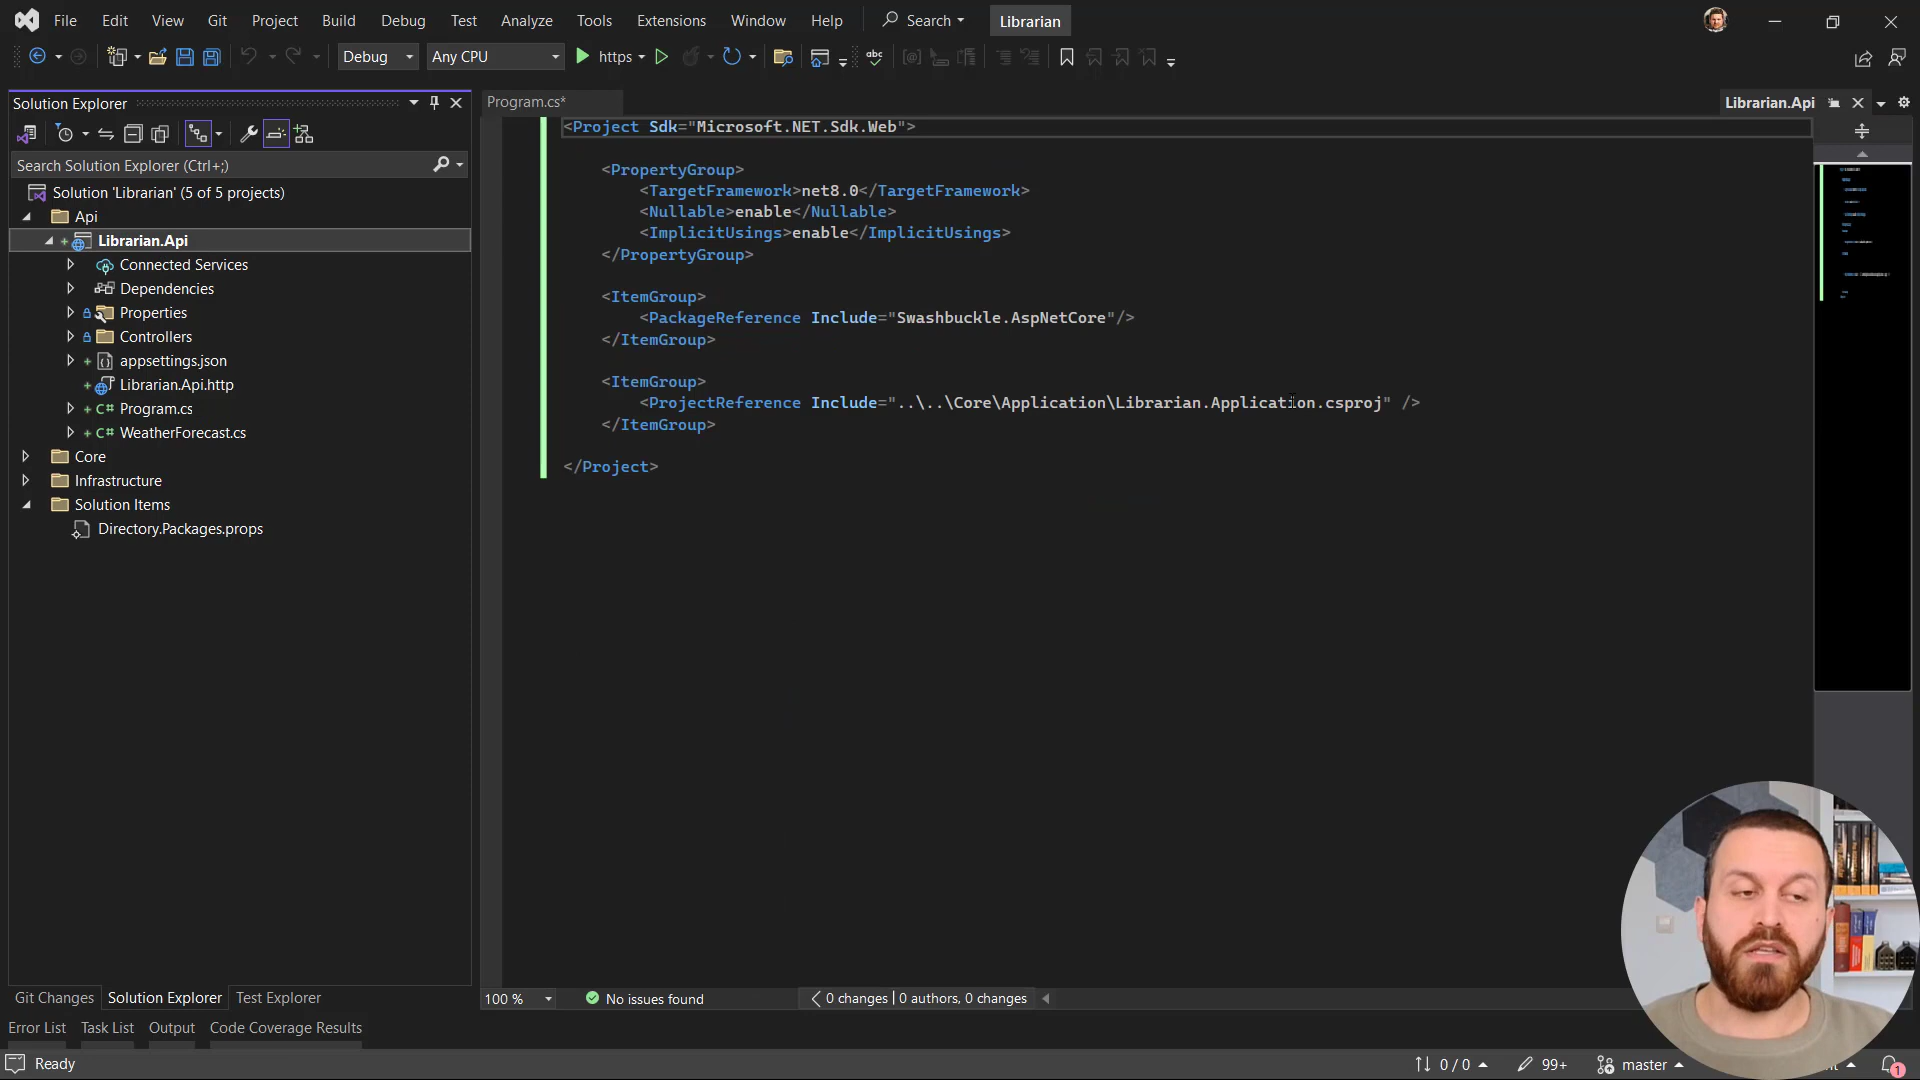 File Edit View Git Project Build Debug Test Analyze Tools Extensions Window Help Search Librarian
Debug Any CPU https
Solution Explorer
Search Solution Explorer (Ctrl+;)
Solution 'Librarian' (5 of 5 projects)
Api
Librarian.Api
Connected Services
Dependencies
Properties
Controllers
appsettings.json
Librarian.Api.http
Program.cs
WeatherForecast.cs
Core
Infrastructure
Solution Items
Directory.Packages.props
Program.cs* Librarian.Api
<Project Sdk="Microsoft.NET.Sdk.Web">
<PropertyGroup>
<TargetFramework>net8.0</TargetFramework>
<Nullable>enable</Nullable>
<ImplicitUsings>enable</ImplicitUsings>
</PropertyGroup>
<ItemGroup>
<PackageReference Include="Swashbuckle.AspNetCore"/>
</ItemGroup>
<ItemGroup>
<ProjectReference Include="..\..\Core\Application\Librarian.Application.csproj" />
</ItemGroup>
</Project>
100 % No issues found 0 changes | 0 authors, 0 changes
Git Changes Solution Explorer Test Explorer
Error List Task List Output Code Coverage Results
Ready 0 / 0 99+ master 1